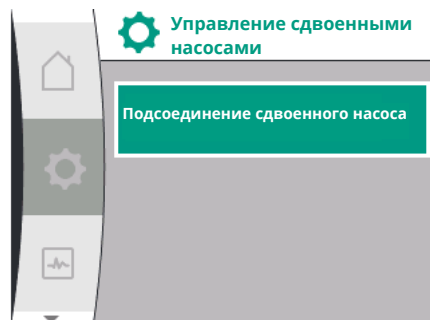 Управление сдвоенными
насосами
Подсоединение сдвоенного насоса